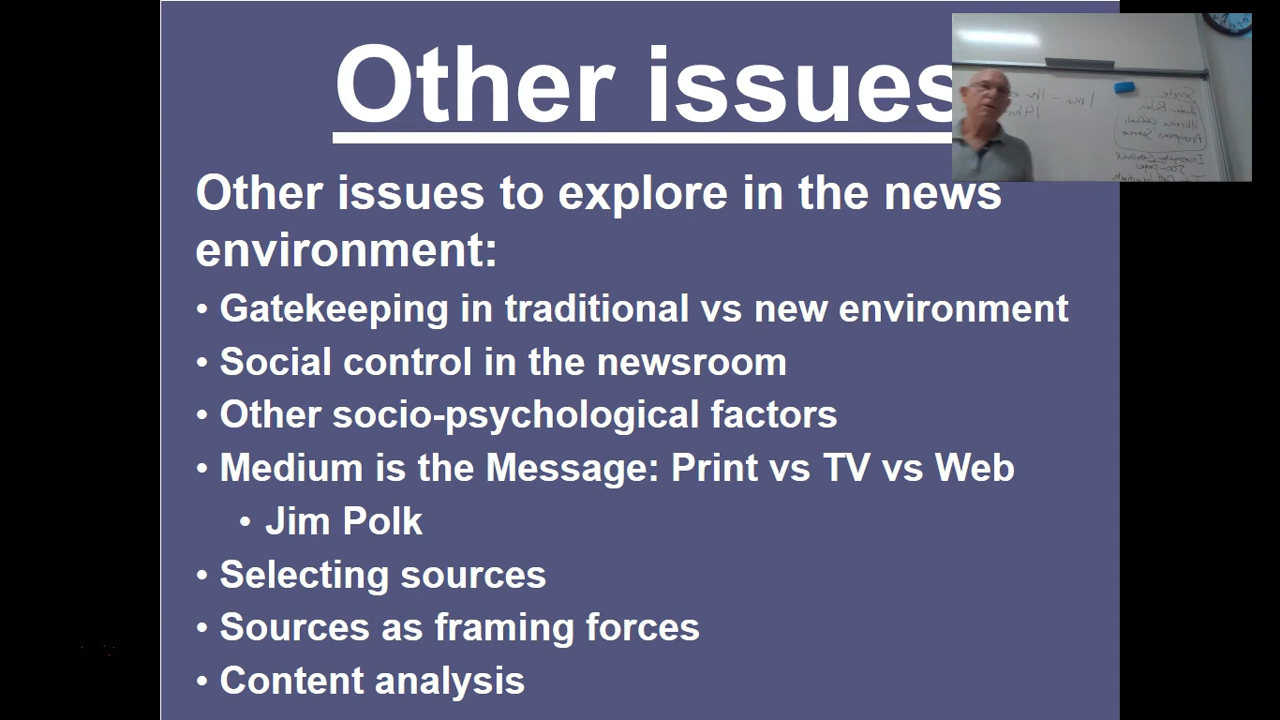 Other issues
Other issues to explore in the news
environment:
• Gatekeeping in traditional vs new environment
• Social control in the newsroom
• Other socio-psychological factors
• Medium is the Message: Print vs TV vs Web
• Jim Polk
• Selecting sources
• Sources as framing forces
• Content analysis